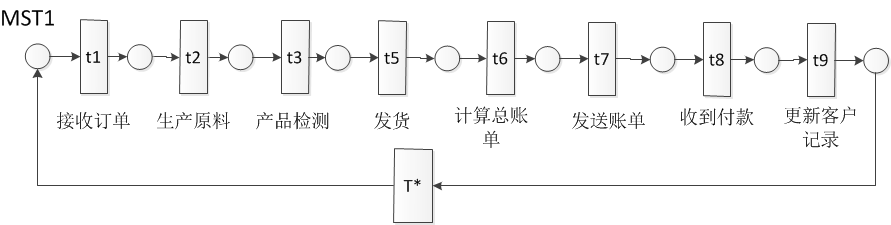 MST1
t1
t2
t3
t5
t6
t7
t8
t9
接收订单
生产原料
产品检测
发货
计算总账
单
发送账单
收到付款
更新客户
记录
T*